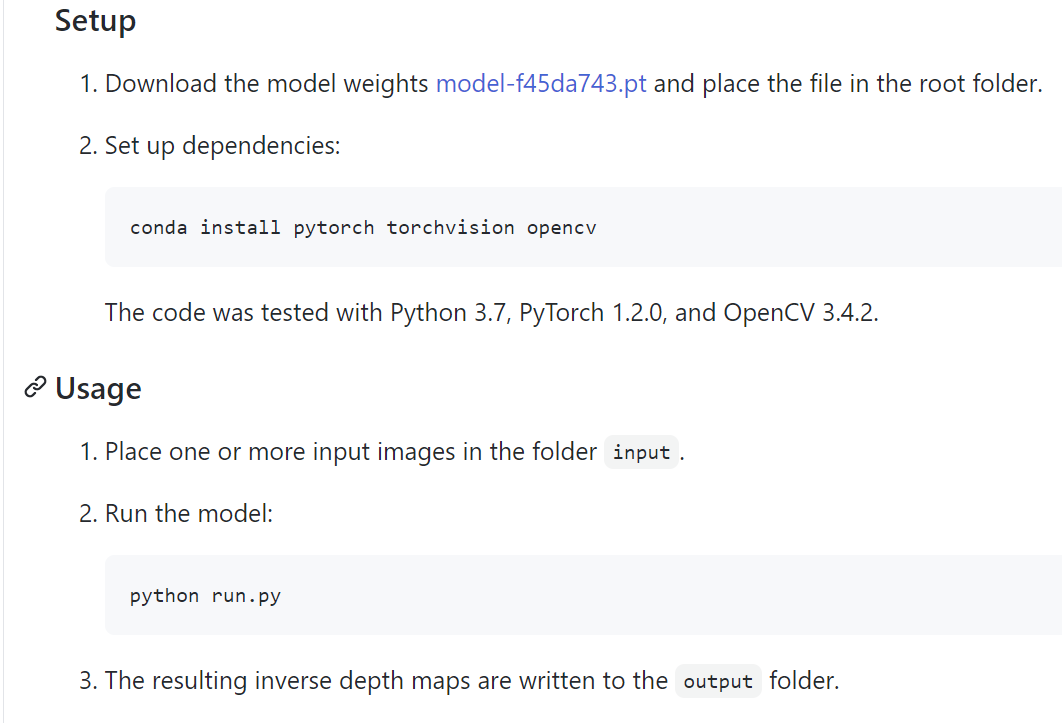 Setup
1. Download the model weights model-f45da743.pt and place the file in the root folder.
2. Set up dependencies:
conda install pytorch torchvision opencv
The code was tested with Python 3.7, PyTorch 1.2.0, and OpenCV 3.4.2.
Usage
1. Place one or more input images in the folder input.
2. Run the model:
python run.py
3. The resulting inverse depth maps are written to the output folder.